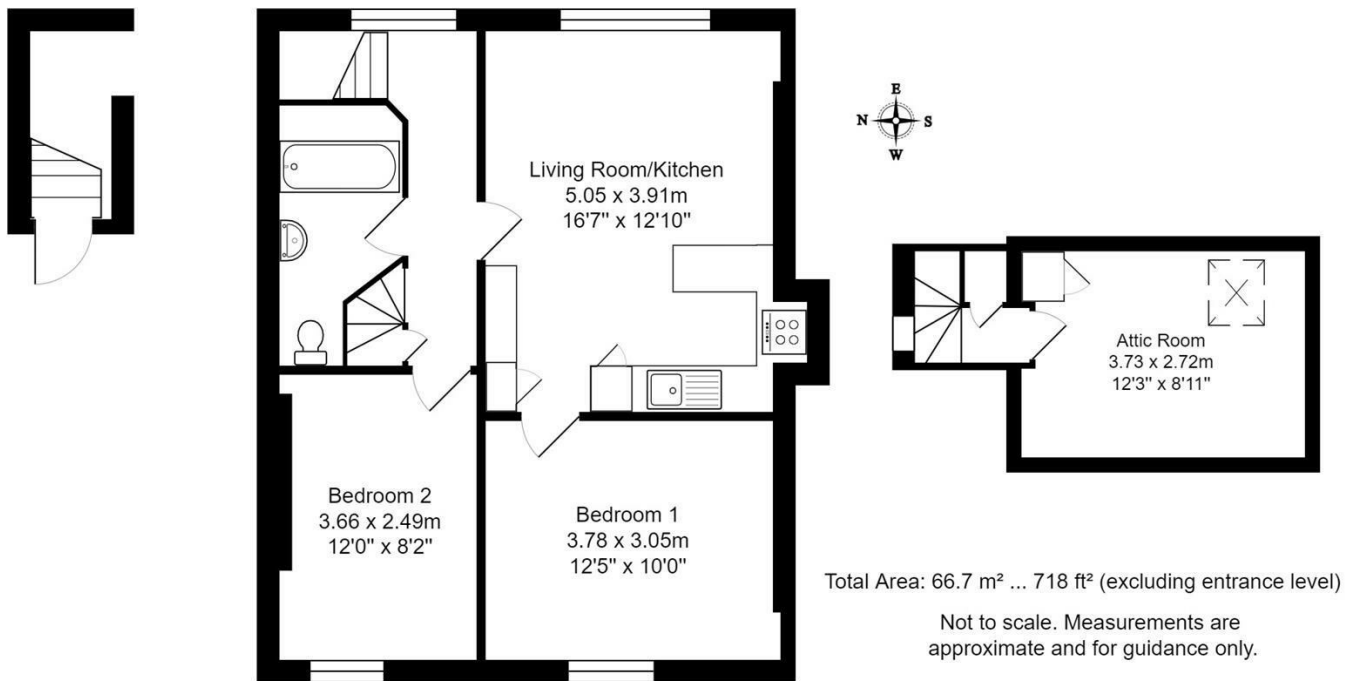 E
N S
W
Living Room/Kitchen
5.05 x 3.91m
16'7" x 12'10"
Attic Room
3.73 x 2.72m
12'3" x 8'11"
Bedroom 2
3.66 x 2.49m
12'0" x 8'2"
Bedroom 1
3.78 x 3.05m
12'5" x 10'0"
Total Area: 66.7 m² ... 718 ft² (excluding entrance level)
Not to scale. Measurements are
approximate and for guidance only.